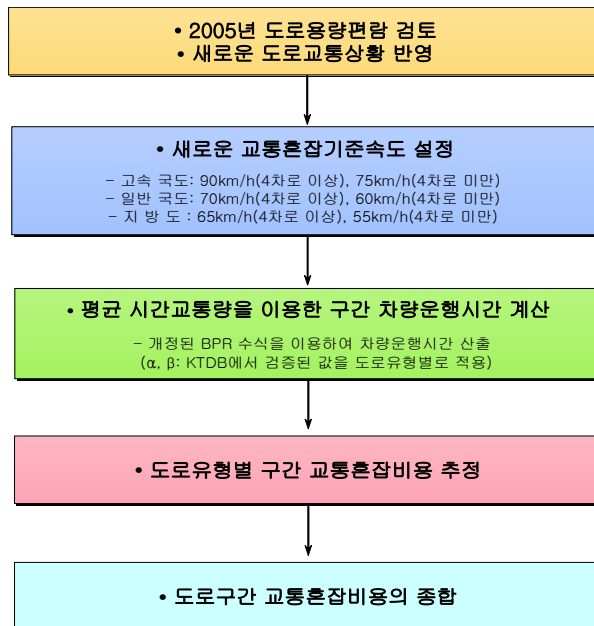 • 2005년 도로용량편람 검토
• 새로운 도로교통상황 반영
• 새로운 교통혼잡기준속도 설정
- 고속 국도: 90km/h(4차로 이상), 75km/h(4차로 미만)
- 일반 국도: 70km/h(4차로 이상), 60km/h(4차로 미만)
- 지 방 도 : 65km/h(4차로 이상), 55km/h(4차로 미만)
• 평균 시간교통량을 이용한 구간 차량운행시간 계산
- 개정된 BPR 수식을 이용하여 차량운행시간 산출
(α, β: KTDB에서 검증된 값을 도로유형별로 적용)
• 도로유형별 구간 교통혼잡비용 추정
• 도로구간 교통혼잡비용의 종합